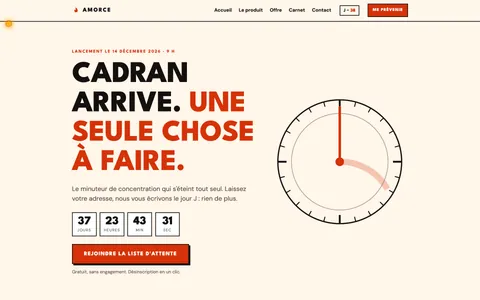 AMORCE
Accueil Le produit Offre Carnet Contact J – 38 ME PRÉVENIR
LANCEMENT LE 14 DÉCEMBRE 2026 ·
CADRAN
ARRIVE. UNE
SEULE CHOSE
À FAIRE.
Le minuteur de concentration qui s'éteint tout seul. Laissez
votre adresse, nous vous écrivons le jour J : rien de plus.
37 23 43 31
JOURS HEURES MIN SEC
REJOINDRE LA LISTE D'ATTENTE
Gratuit, sans engagement. Désinscription en un clic.